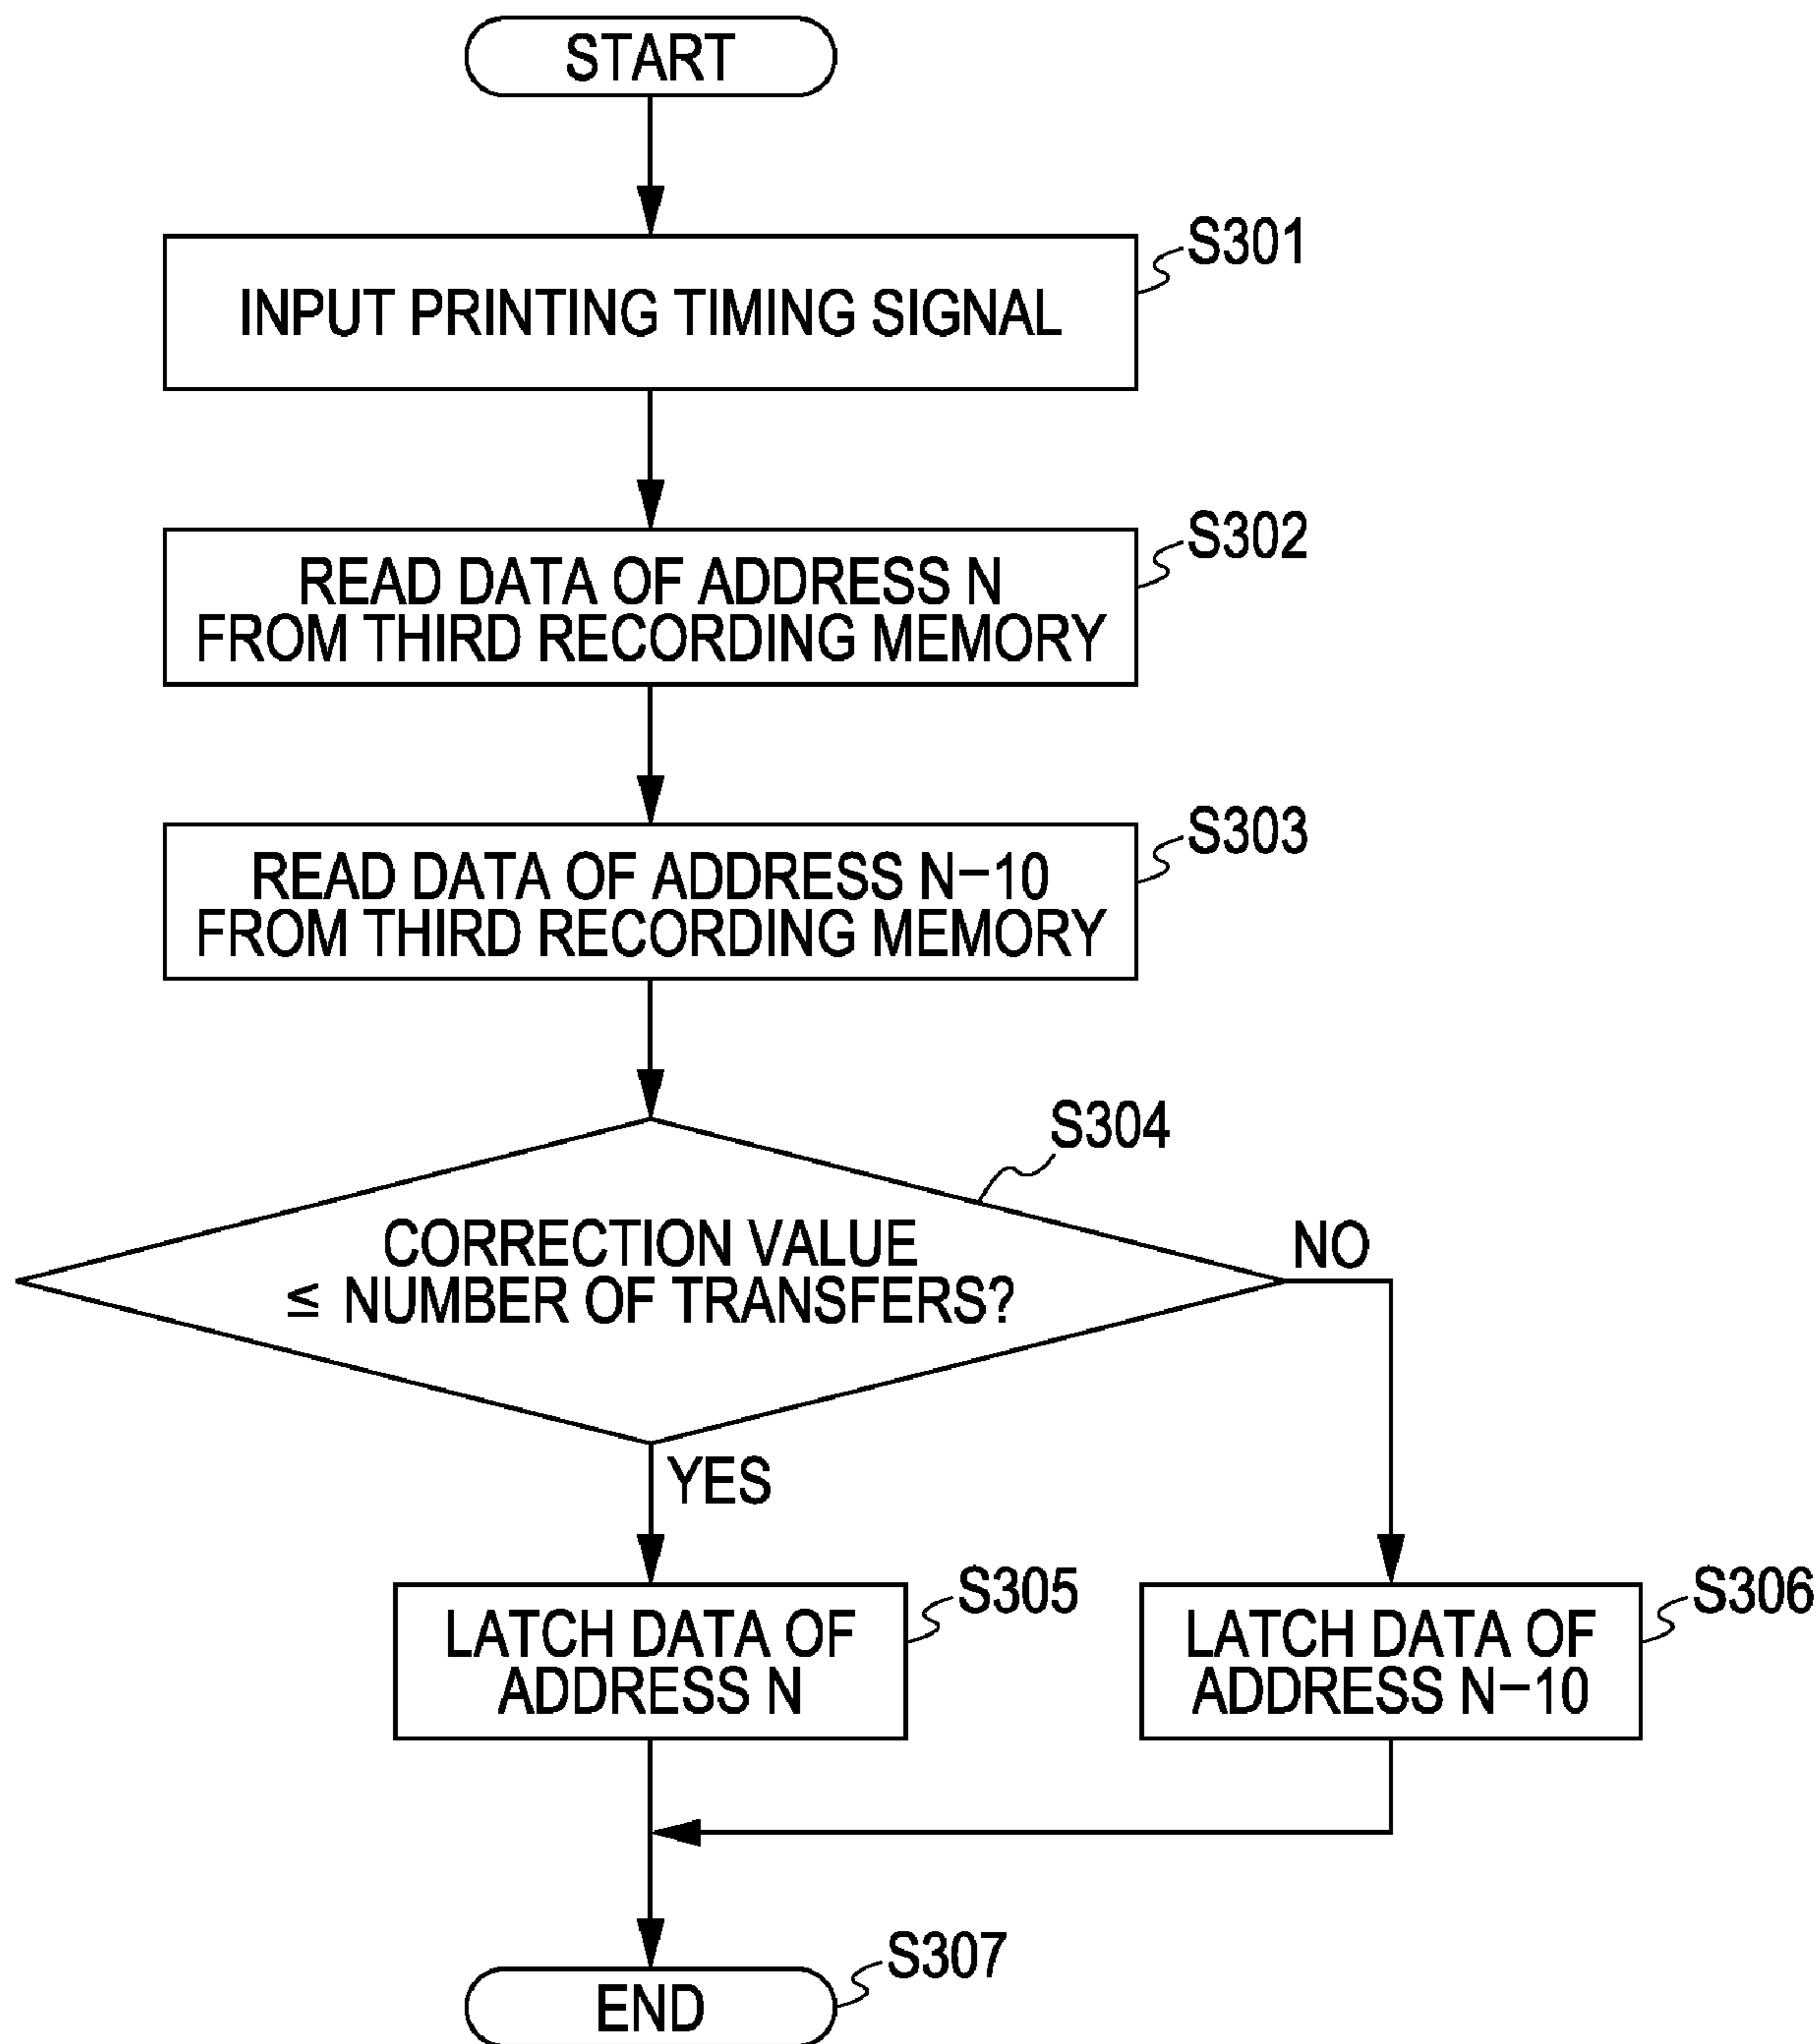 START
S301
INPUT PRINTING TIMING SIGNAL
S302
READ DATA OF ADDRESS N
FROM THIRD RECORDING MEMORY
S303
READ DATA OF ADDRESS N−10
FROM THIRD RECORDING MEMORY
S304
CORRECTION VALUE
≤ NUMBER OF TRANSFERS?
NO
YES
S305
LATCH DATA OF
ADDRESS N
S306
LATCH DATA OF
ADDRESS N−10
S307
END